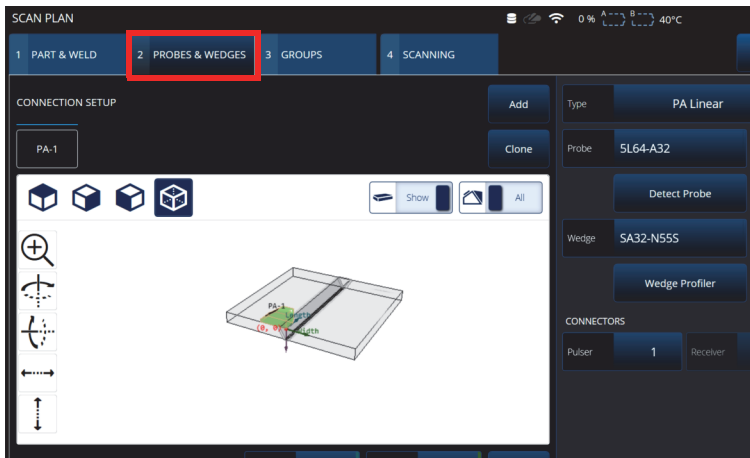 SCAN PLAN
0 % A B 40°C
1 PART & WELD
2 PROBES & WEDGES
3 GROUPS
4 SCANNING
CONNECTION SETUP
Add
PA-1
Clone
Show
All
PA-1
Length
(0, 0)
Width
Type PA Linear
Probe 5L64-A32
Detect Probe
Wedge SA32-N55S
Wedge Profiler
CONNECTORS
Pulser 1 Receiver